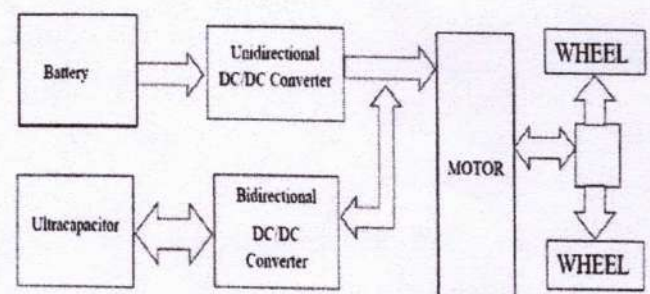 Battery
Unidirectional
DC/DC Converter
WHEEL
MOTOR
Ultracapacitor
Bidirectional
DC/DC
Converter
WHEEL